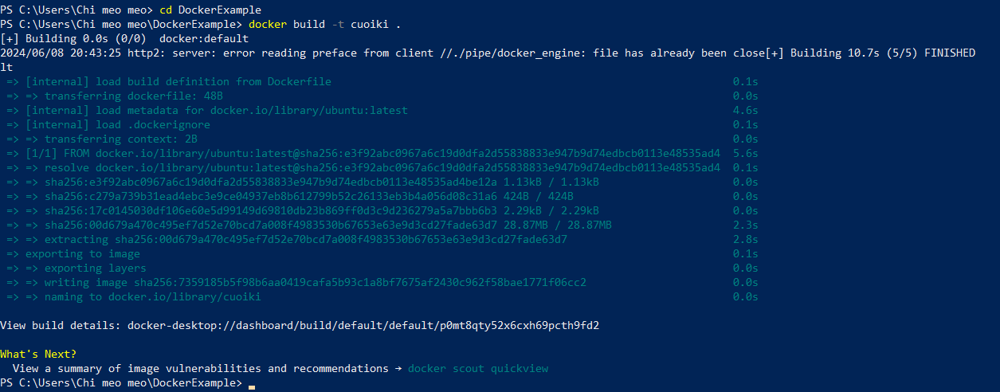 PS C:\Users\Chi meo meo> cd DockerExample
PS C:\Users\Chi meo meo\DockerExample> docker build -t cuoiki .
[+] Building 0.0s (0/0)  docker:default
2024/06/08 20:43:25 http2: server: error reading preface from client //./pipe/docker_engine: file has already been close[+] Building 10.7s (5/5) FINISHED
lt
=> [internal] load build definition from Dockerfile 0.1s
=> => transferring dockerfile: 48B 0.0s
=> [internal] load metadata for docker.io/library/ubuntu:latest 4.6s
=> [internal] load .dockerignore 0.1s
=> => transferring context: 2B 0.0s
=> [1/1] FROM docker.io/library/ubuntu:latest@sha256:e3f92abc0967a6c19d0dfa2d55838833e947b9d74edbcb0113e48535ad4 5.6s
=> => resolve docker.io/library/ubuntu:latest@sha256:e3f92abc0967a6c19d0dfa2d55838833e947b9d74edbcb0113e48535ad4 0.1s
=> => sha256:e3f92abc0967a6c19d0dfa2d55838833e947b9d74edbcb0113e48535ad4be12a 1.13kB / 1.13kB 0.0s
=> => sha256:c279a739b31ead4ebc3e9ce04937eb8b612799b52c26133eb3b4a056d08c31a6 424B / 424B 0.0s
=> => sha256:17c0145030df106e60e5d99149d69810db23b869ff0d3c9d236279a5a7bbb6b3 2.29kB / 2.29kB 0.0s
=> => sha256:00d679a470c495ef7d52e70bcd7a008f4983530b67653e63e9d3cd27fade63d7 28.87MB / 28.87MB 2.3s
=> => extracting sha256:00d679a470c495ef7d52e70bcd7a008f4983530b67653e63e9d3cd27fade63d7 2.8s
=> exporting to image 0.1s
=> => exporting layers 0.0s
=> => writing image sha256:7359185b5f98b6aa0419cafa5b93c1a8bf7675af2430c962f58bae1771f06cc2 0.0s
=> => naming to docker.io/library/cuoiki 0.0s
View build details: docker-desktop://dashboard/build/default/default/p0mt8qty52x6cxh69pcth9fd2
What's Next?
View a summary of image vulnerabilities and recommendations → docker scout quickview
PS C:\Users\Chi meo meo\DockerExample>